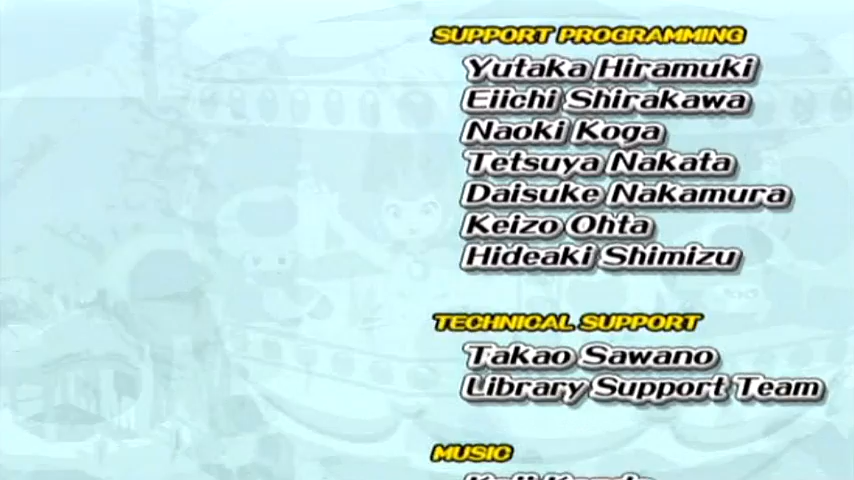 SUPPORT PROGRAMMING
Yutaka Hiramuki
Eiichi Shirakawa
Naoki Koga
Tetsuya Nakata
Daisuke Nakamura
Keizo Ohta
Hideaki Shimizu
TECHNICAL SUPPORT
Takao Sawano
Library Support Team
MUSIC